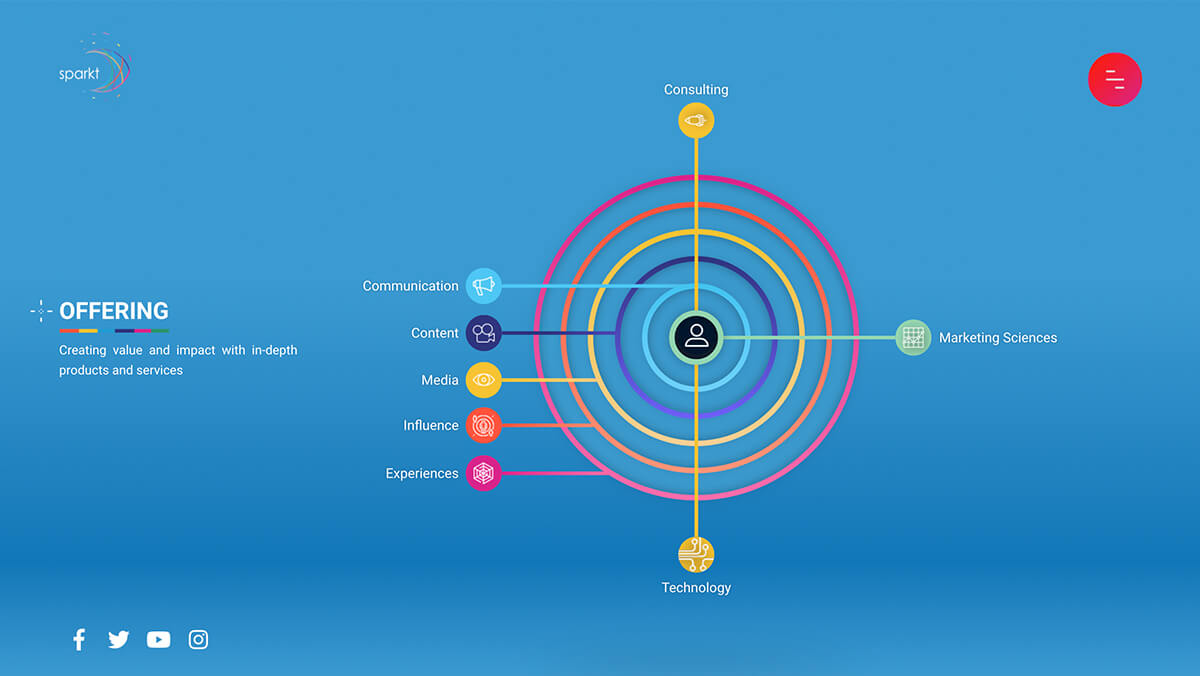 sparkt
Consulting
Communication
Content
Media
Influence
Experiences
Marketing Sciences
Technology
OFFERING
Creating value and impact with in-depth
products and services